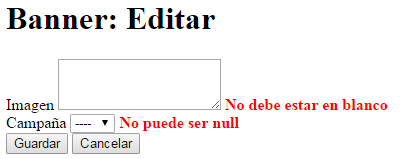 Banner: Editar
Imagen No debe estar en blanco
Campaña ---- No puede ser null
Guardar Cancelar